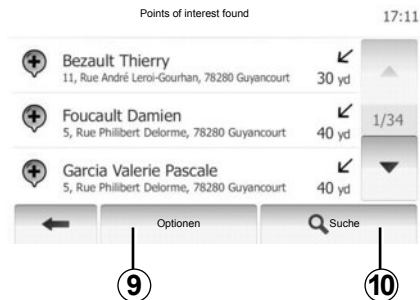 Points of interest found 17:11
Bezault Thierry
11, Rue André Leroi-Gourhan, 78280 Guyancourt 30 yd
Foucault Damien
5, Rue Philibert Delorme, 78280 Guyancourt 40 yd
1/34
Garcia Valerie Pascale
5, Rue Philibert Delorme, 78280 Guyancourt 40 yd
Optionen Suche
9 10